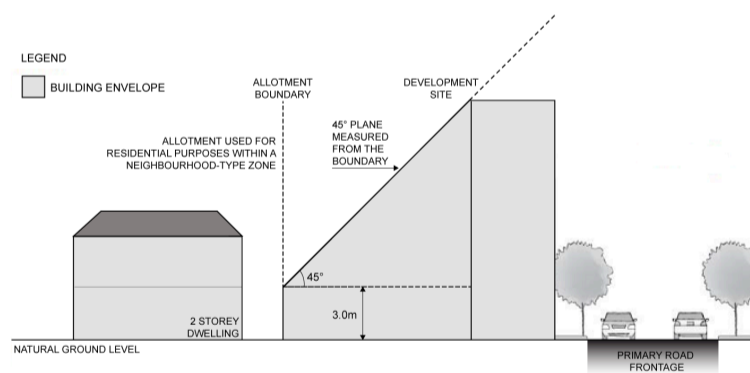 LEGEND
BUILDING ENVELOPE
ALLOTMENT
BOUNDARY
DEVELOPMENT
SITE
ALLOTMENT USED FOR
RESIDENTIAL PURPOSES WITHIN A
NEIGHBOURHOOD-TYPE ZONE
45° PLANE
MEASURED
FROM THE
BOUNDARY
45°
3.0m
2 STOREY
DWELLING
NATURAL GROUND LEVEL
PRIMARY ROAD
FRONTAGE